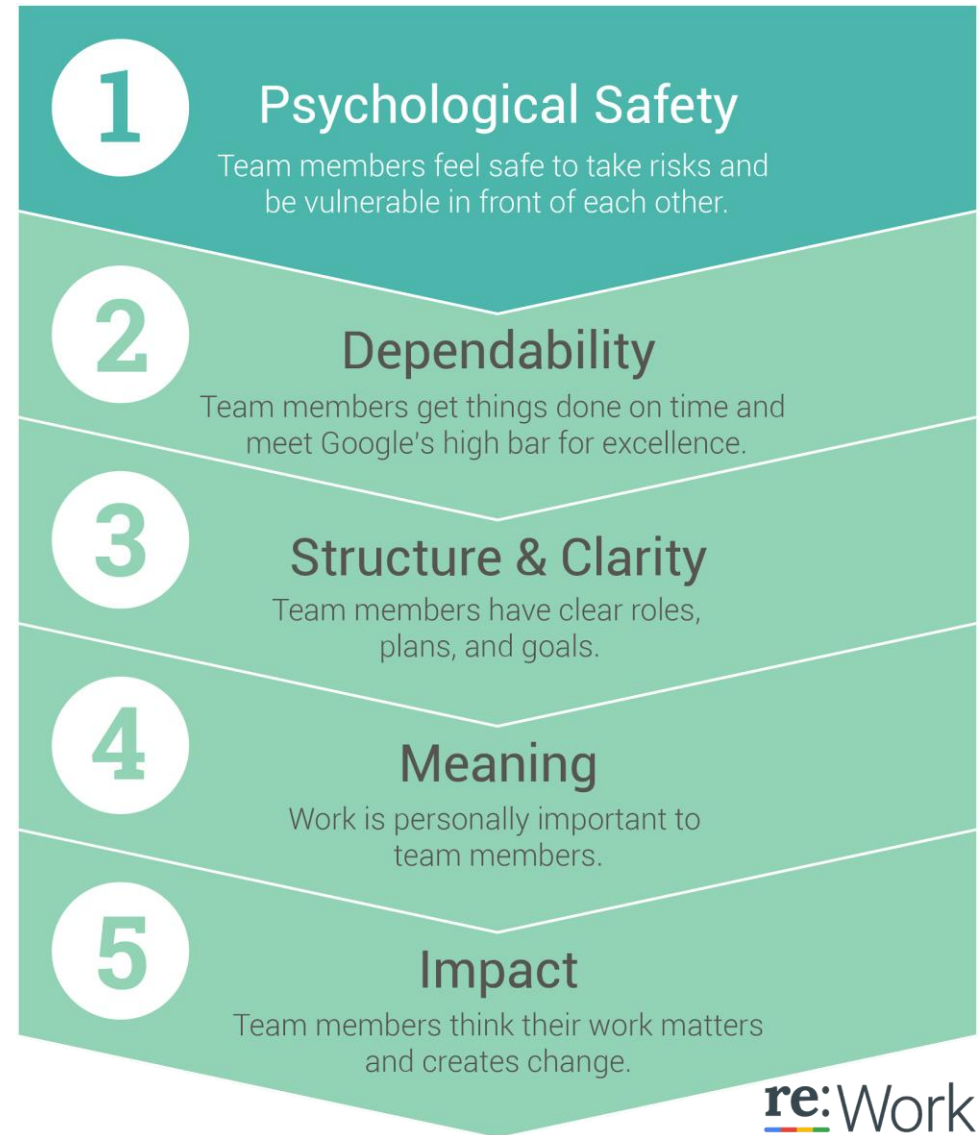 1
Psychological Safety
Team members feel safe to take risks and
be vulnerable in front of each other.
2
Dependability
Team members get things done on time and
meet Google's high bar for excellence.
3
Structure & Clarity
Team members have clear roles,
plans, and goals.
4
Meaning
Work is personally important to
team members.
5
Impact
Team members think their work matters
and creates change.
re:Work